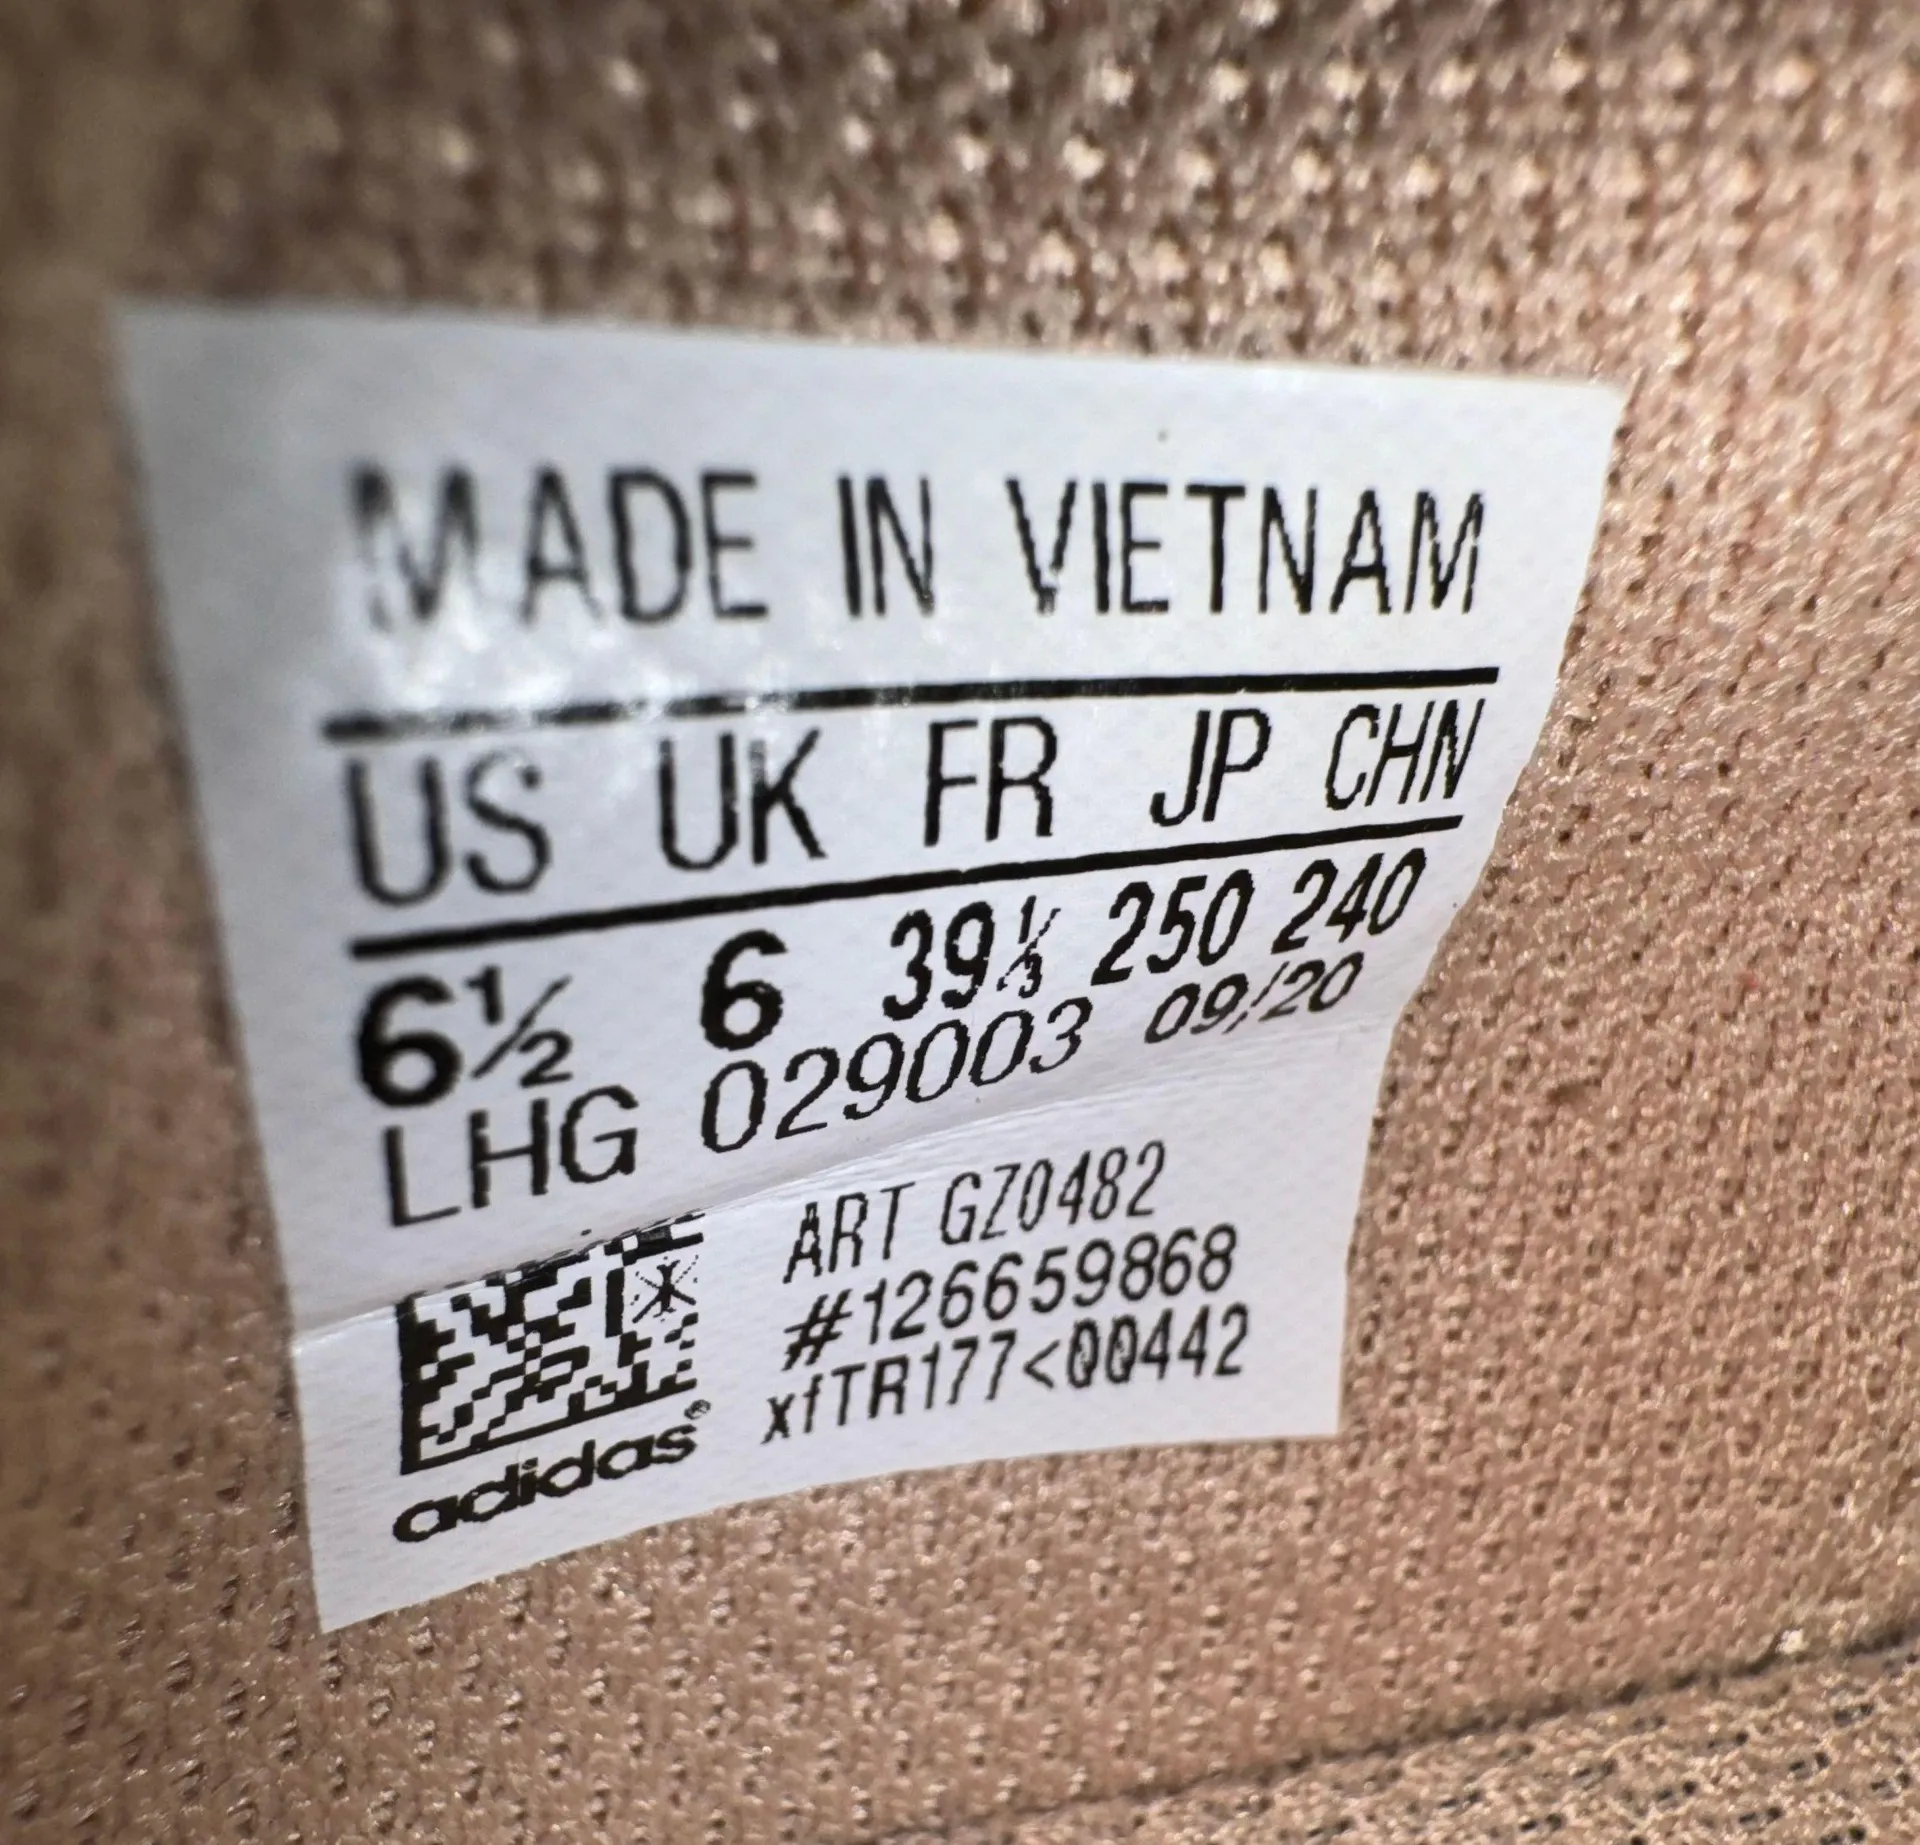 MADE IN VIETNAM
US UK FR JP CHN
6½ 6 39⅓ 250 240
LHG 029003 09/20
ART GZ0482
#126659868
xfTR177<00442
adidas®